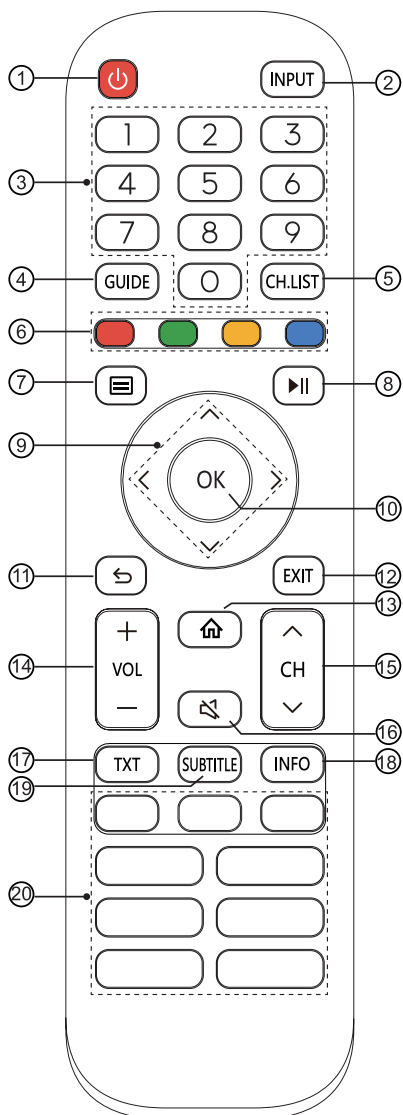 ① INPUT ②
1 2 3
③ 4 5 6
7 8 9
④ GUIDE 0 CH.LIST ⑤
⑥
⑦ ⑧
⑨
OK
⑩
⑪ EXIT ⑫
⑬
+
⑭ VOL CH ⑮
—
⑯
⑰ TXT SUBTITLE INFO ⑱
⑲
⑳